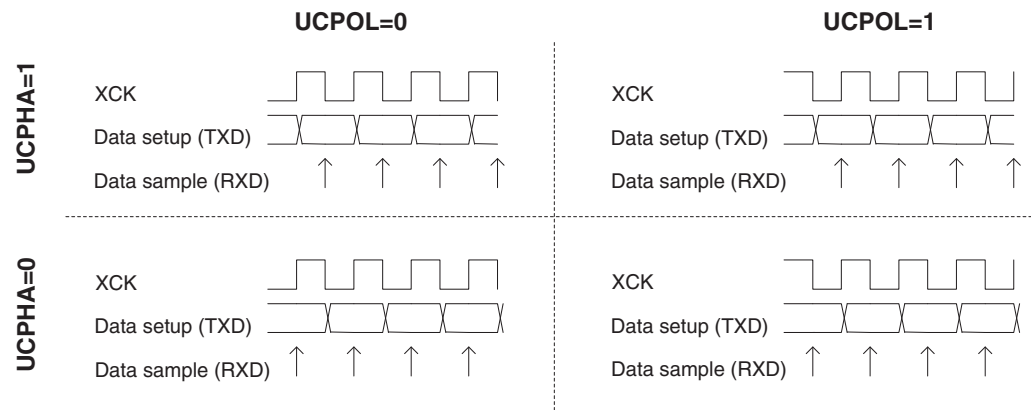 UCPOL=0 UCPOL=1
UCPHA=1
XCK XCK
Data setup (TXD) Data setup (TXD)
Data sample (RXD) Data sample (RXD)
UCPHA=0
XCK XCK
Data setup (TXD) Data setup (TXD)
Data sample (RXD) Data sample (RXD)